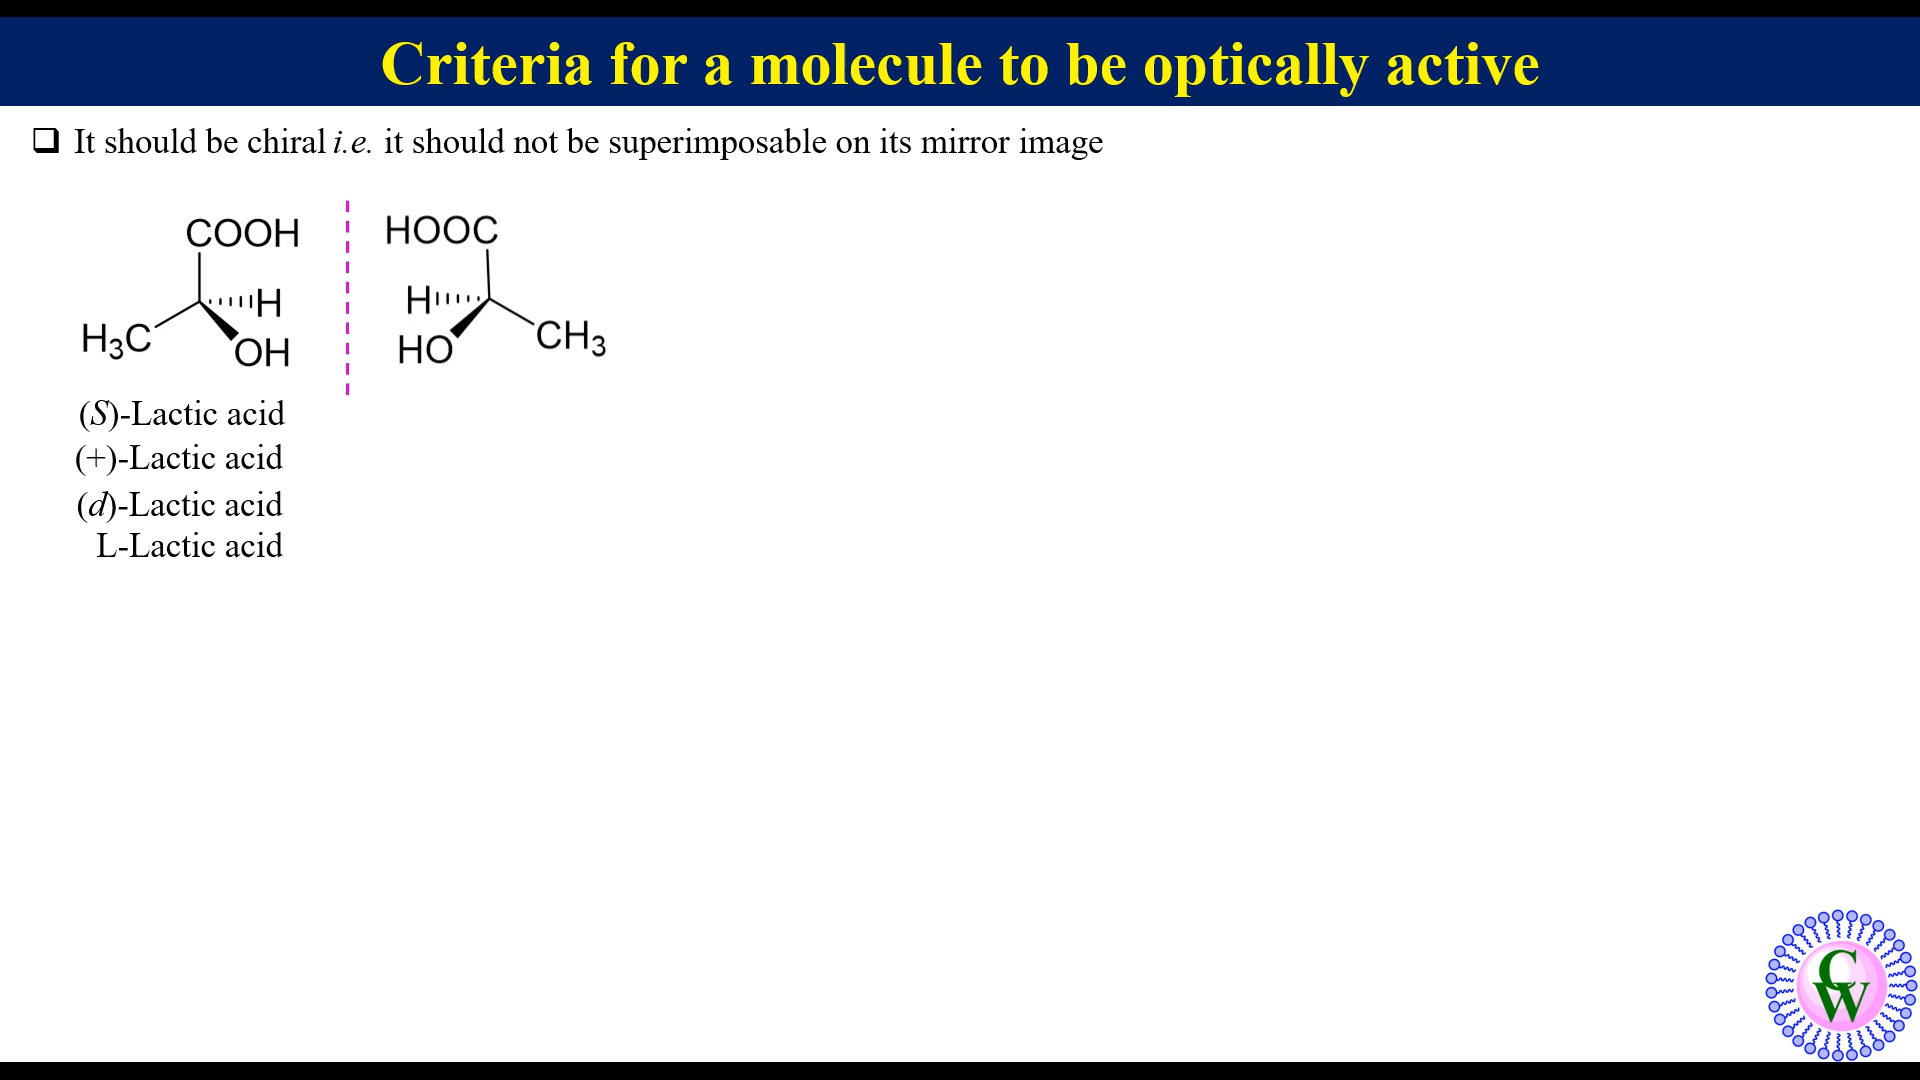 Criteria for a molecule to be optically active
❑ It should be chiral i.e. it should not be superimposable on its mirror image
COOH HOOC
H H
H₃C OH HO CH₃
(S)-Lactic acid
(+)-Lactic acid
(d)-Lactic acid
L-Lactic acid
CW